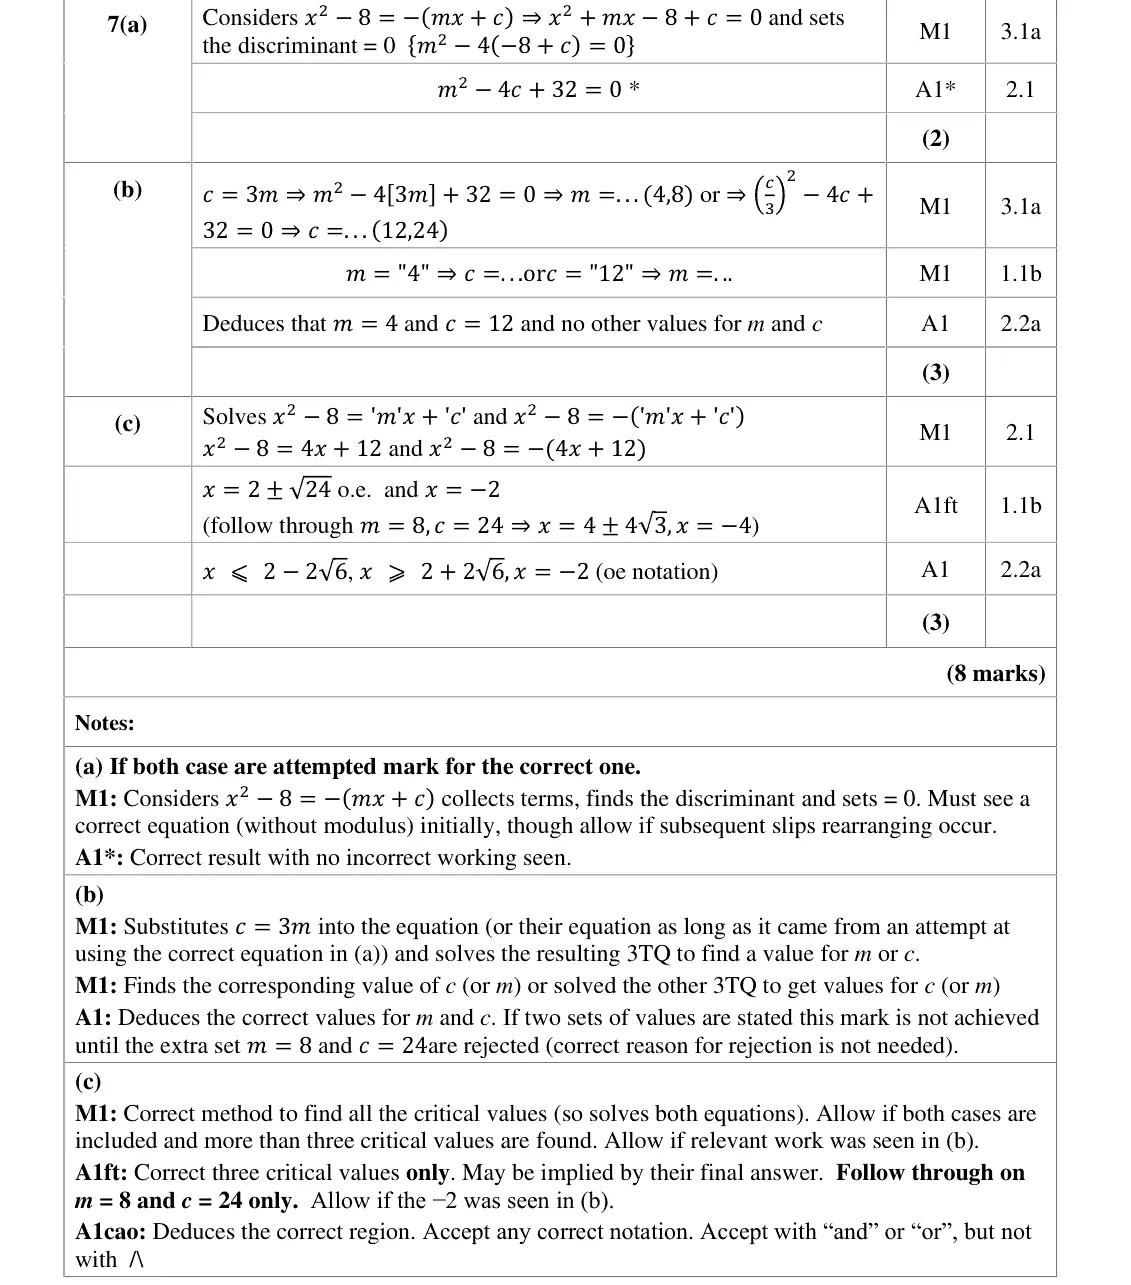 7(a) Considers x² − 8 = −(mx + c) ⇒ x² + mx − 8 + c = 0 and sets M1 3.1a
the discriminant = 0 {m² − 4(−8 + c) = 0}
m² − 4c + 32 = 0 * A1* 2.1
(2)
(b) c = 3m ⇒ m² − 4[3m] + 32 = 0 ⇒ m =... (4,8) or ⇒ (c/3)² − 4c + M1 3.1a
32 = 0 ⇒ c =... (12,24)
m = "4" ⇒ c =...orc = "12" ⇒ m =... M1 1.1b
Deduces that m = 4 and c = 12 and no other values for m and c A1 2.2a
(3)
(c) Solves x² − 8 = 'm'x + 'c' and x² − 8 = −('m'x + 'c') M1 2.1
x² − 8 = 4x + 12 and x² − 8 = −(4x + 12)
x = 2 ± √24 o.e. and x = −2 A1ft 1.1b
(follow through m = 8, c = 24 ⇒ x = 4 ± 4√3, x = −4)
x ⩽ 2 − 2√6, x ⩾ 2 + 2√6, x = −2 (oe notation) A1 2.2a
(3)
(8 marks)
Notes:
(a) If both case are attempted mark for the correct one.
M1: Considers x² − 8 = −(mx + c) collects terms, finds the discriminant and sets = 0. Must see a
correct equation (without modulus) initially, though allow if subsequent slips rearranging occur.
A1*: Correct result with no incorrect working seen.
(b)
M1: Substitutes c = 3m into the equation (or their equation as long as it came from an attempt at
using the correct equation in (a)) and solves the resulting 3TQ to find a value for m or c.
M1: Finds the corresponding value of c (or m) or solved the other 3TQ to get values for c (or m)
A1: Deduces the correct values for m and c. If two sets of values are stated this mark is not achieved
until the extra set m = 8 and c = 24are rejected (correct reason for rejection is not needed).
(c)
M1: Correct method to find all the critical values (so solves both equations). Allow if both cases are
included and more than three critical values are found. Allow if relevant work was seen in (b).
A1ft: Correct three critical values only. May be implied by their final answer. Follow through on
m = 8 and c = 24 only. Allow if the −2 was seen in (b).
A1cao: Deduces the correct region. Accept any correct notation. Accept with “and” or “or”, but not
with /\